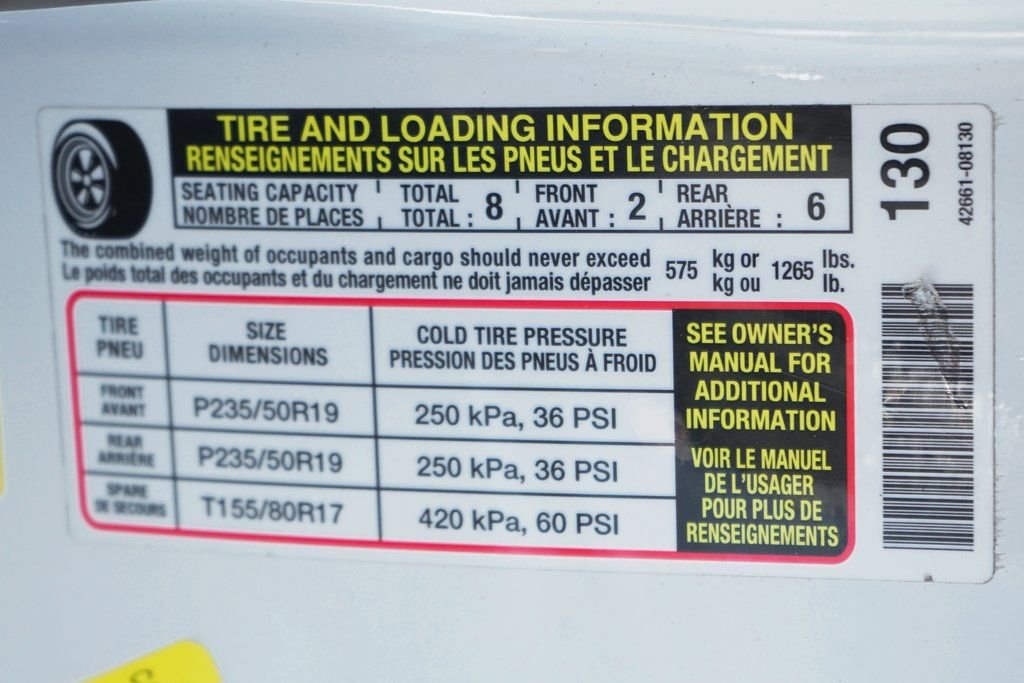 TIRE AND LOADING INFORMATION
RENSEIGNEMENTS SUR LES PNEUS ET LE CHARGEMENT
SEATING CAPACITY TOTAL FRONT REAR
NOMBRE DE PLACES TOTAL : 8 AVANT : 2 ARRIÈRE : 6
The combined weight of occupants and cargo should never exceed 575 kg or 1265 lbs.
Le poids total des occupants et du chargement ne doit jamais dépasser kg ou lb.
TIRE SIZE COLD TIRE PRESSURE
PNEU DIMENSIONS PRESSION DES PNEUS À FROID
FRONT
AVANT P235/50R19 250 kPa, 36 PSI
REAR
ARRIÈRE P235/50R19 250 kPa, 36 PSI
SPARE
DE SECOURS T155/80R17 420 kPa, 60 PSI
SEE OWNER'S
MANUAL FOR
ADDITIONAL
INFORMATION
VOIR LE MANUEL
DE L'USAGER
POUR PLUS DE
RENSEIGNEMENTS
130
42661-08130